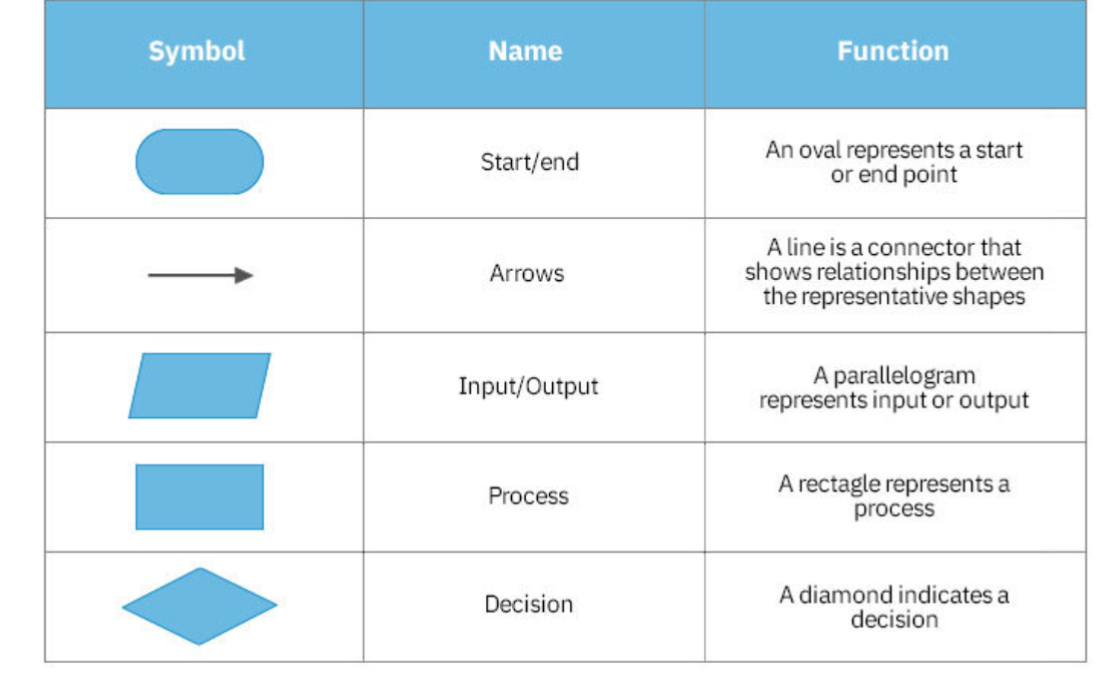 Symbol Name Function
Start/end
An oval represents a start
or end point
Arrows
A line is a connector that
shows relationships between
the representative shapes
Input/Output
A parallelogram
represents input or output
Process
A rectagle represents a
process
Decision
A diamond indicates a
decision